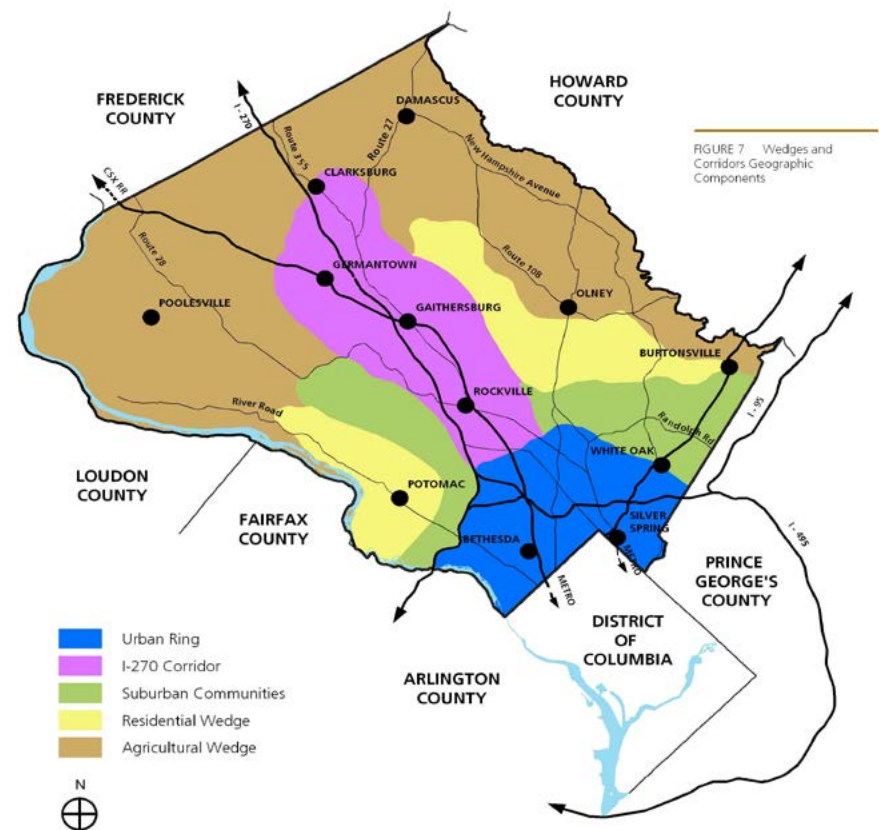 HOWARD
COUNTY
FREDERICK
COUNTY
I - 270
DAMASCUS
FIGURE 7 Wedges and
Corridors Geographic
Components
Route 355
Route 27
New Hampshire Avenue
CSX RR
CLARKSBURG
Route 28
Route 108
GERMANTOWN
OLNEY
POOLESVILLE
GAITHERSBURG
BURTONSVILLE
ROCKVILLE
River Road
Randolph Rd.
I - 95
WHITE OAK
LOUDON
COUNTY
POTOMAC
FAIRFAX
COUNTY
SILVER
SPRING
BETHESDA
I - 495
METRO
METRO
PRINCE
GEORGE'S
COUNTY
DISTRICT
OF
COLUMBIA
ARLINGTON
COUNTY
Urban Ring
I-270 Corridor
Suburban Communities
Residential Wedge
Agricultural Wedge
N